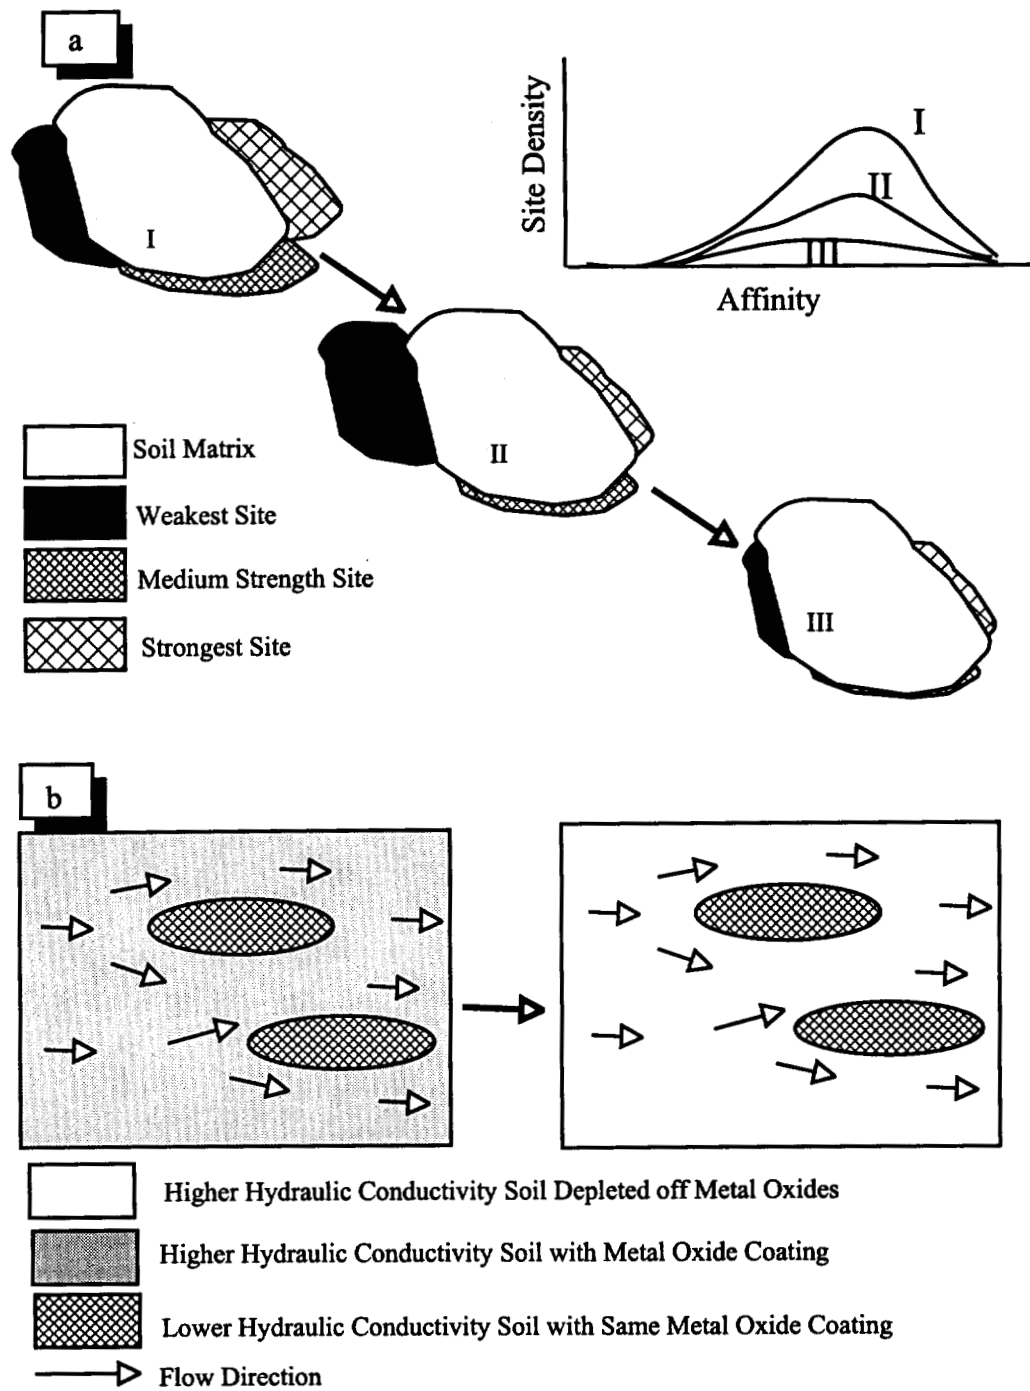 a
I
Site Density
I
II
III
Affinity
II
Soil Matrix
Weakest Site
Medium Strength Site
Strongest Site
III
b
Higher Hydraulic Conductivity Soil Depleted off Metal Oxides
Higher Hydraulic Conductivity Soil with Metal Oxide Coating
Lower Hydraulic Conductivity Soil with Same Metal Oxide Coating
Flow Direction